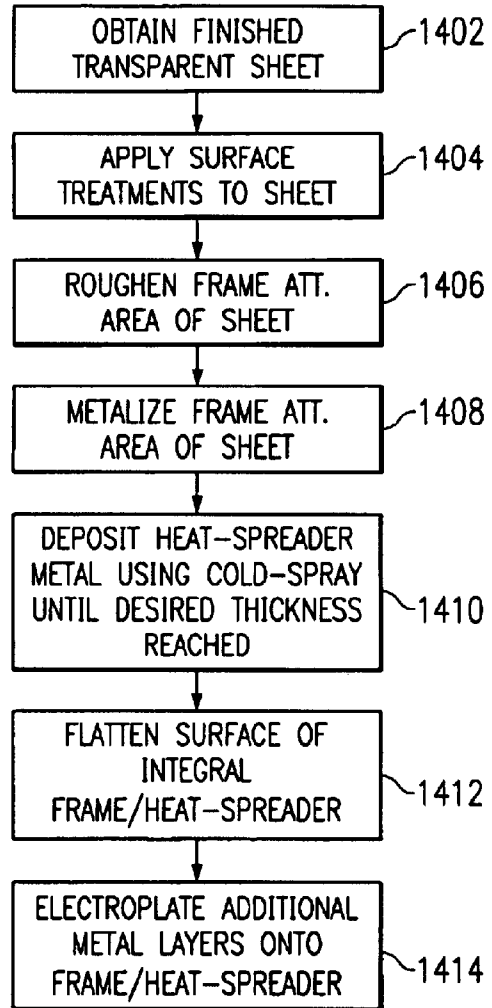 OBTAIN FINISHED
TRANSPARENT SHEET
1402
APPLY SURFACE
TREATMENTS TO SHEET
1404
ROUGHEN FRAME ATT.
AREA OF SHEET
1406
METALIZE FRAME ATT.
AREA OF SHEET
1408
DEPOSIT HEAT-SPREADER
METAL USING COLD-SPRAY
UNTIL DESIRED THICKNESS
REACHED
1410
FLATTEN SURFACE OF
INTEGRAL
FRAME/HEAT-SPREADER
1412
ELECTROPLATE ADDITIONAL
METAL LAYERS ONTO
FRAME/HEAT-SPREADER
1414